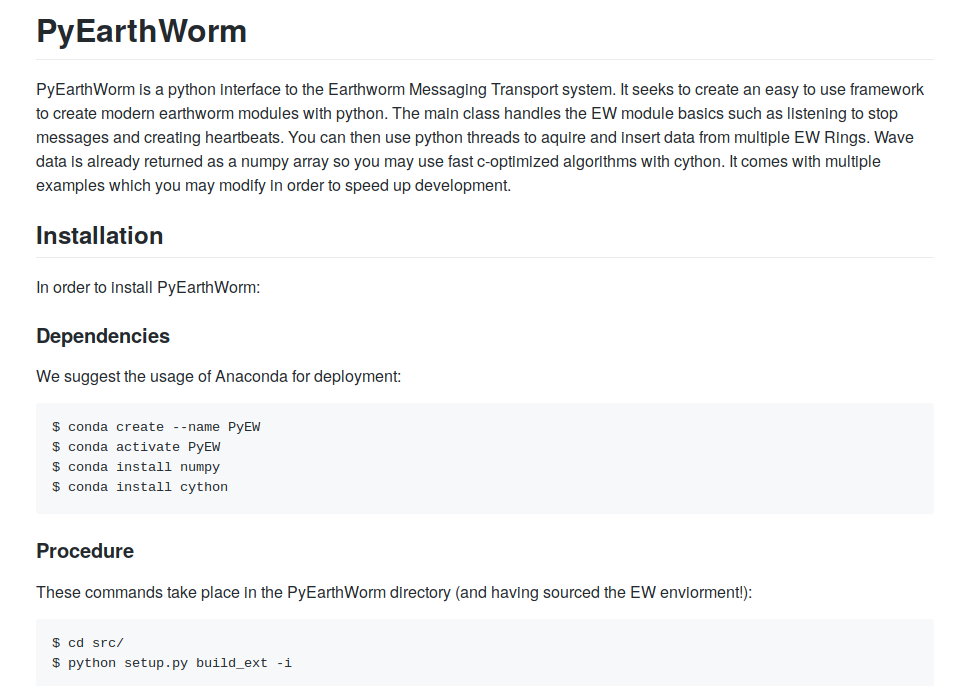 PyEarthWorm
PyEarthWorm is a python interface to the Earthworm Messaging Transport system. It seeks to create an easy to use framework
to create modern earthworm modules with python. The main class handles the EW module basics such as listening to stop
messages and creating heartbeats. You can then use python threads to aquire and insert data from multiple EW Rings. Wave
data is already returned as a numpy array so you may use fast c-optimized algorithms with cython. It comes with multiple
examples which you may modify in order to speed up development.
Installation
In order to install PyEarthWorm:
Dependencies
We suggest the usage of Anaconda for deployment:
$ conda create --name PyEW
$ conda activate PyEW
$ conda install numpy
$ conda install cython
Procedure
These commands take place in the PyEarthWorm directory (and having sourced the EW enviorment!):
$ cd src/
$ python setup.py build_ext -i